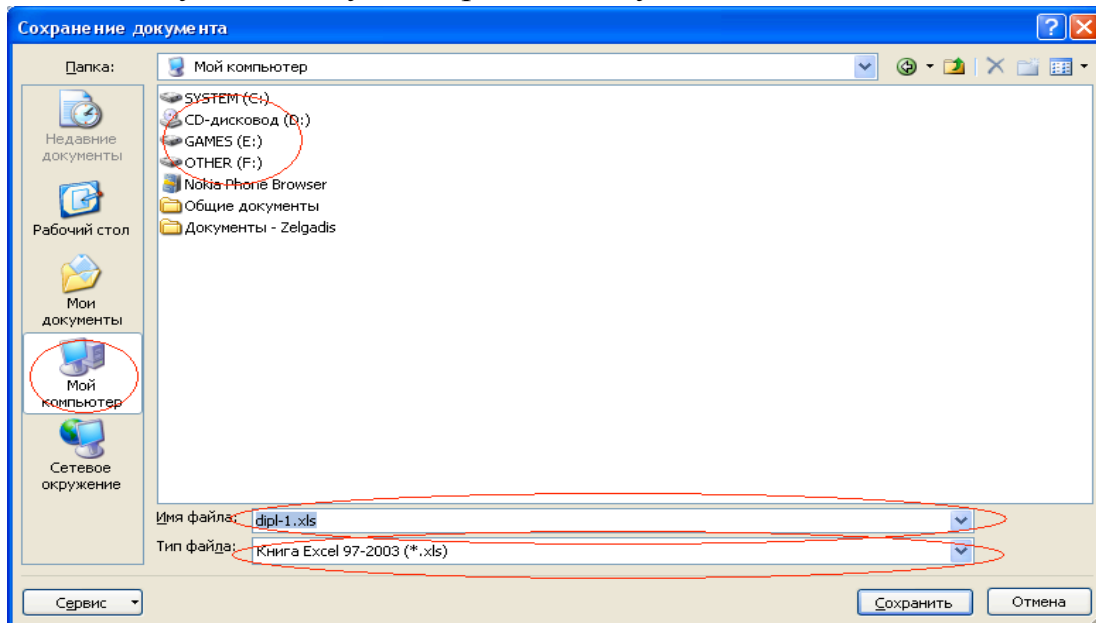 Сохранение документа
Папка:
Мой компьютер
SYSTEM (C:)
CD-дисковод (D:)
GAMES (E:)
OTHER (F:)
Nokia Phone Browser
Общие документы
Документы - Zelgadis
Недавние
документы
Рабочий стол
Мои
документы
Мой
компьютер
Сетевое
окружение
Имя файла:
dipl-1.xls
Тип файла:
Книга Excel 97-2003 (*.xls)
Сервис
Сохранить
Отмена